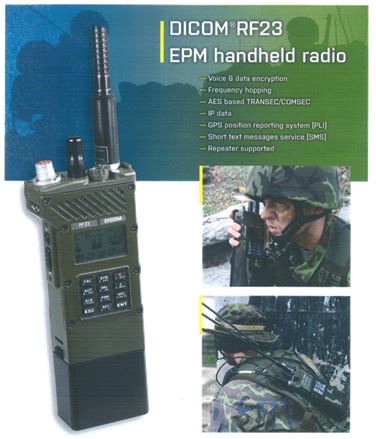 DICOM®RF23
EPM handheld radio
– Voice & data encryption
– Frequency hopping
– AES based TRANSEC/COMSEC
– IP data
– GPS position reporting system [PLI]
– Short text messages service [SMS]
– Repeater supported
RF23 DICOM
ESC ENT